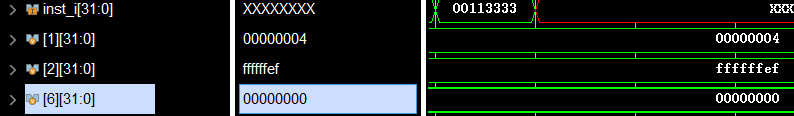 inst_i[31:0] XXXXXXXX 00113333 XXX
[1][31:0] 00000004 00000004
[2][31:0] ffffffef ffffffef
[6][31:0] 00000000 00000000